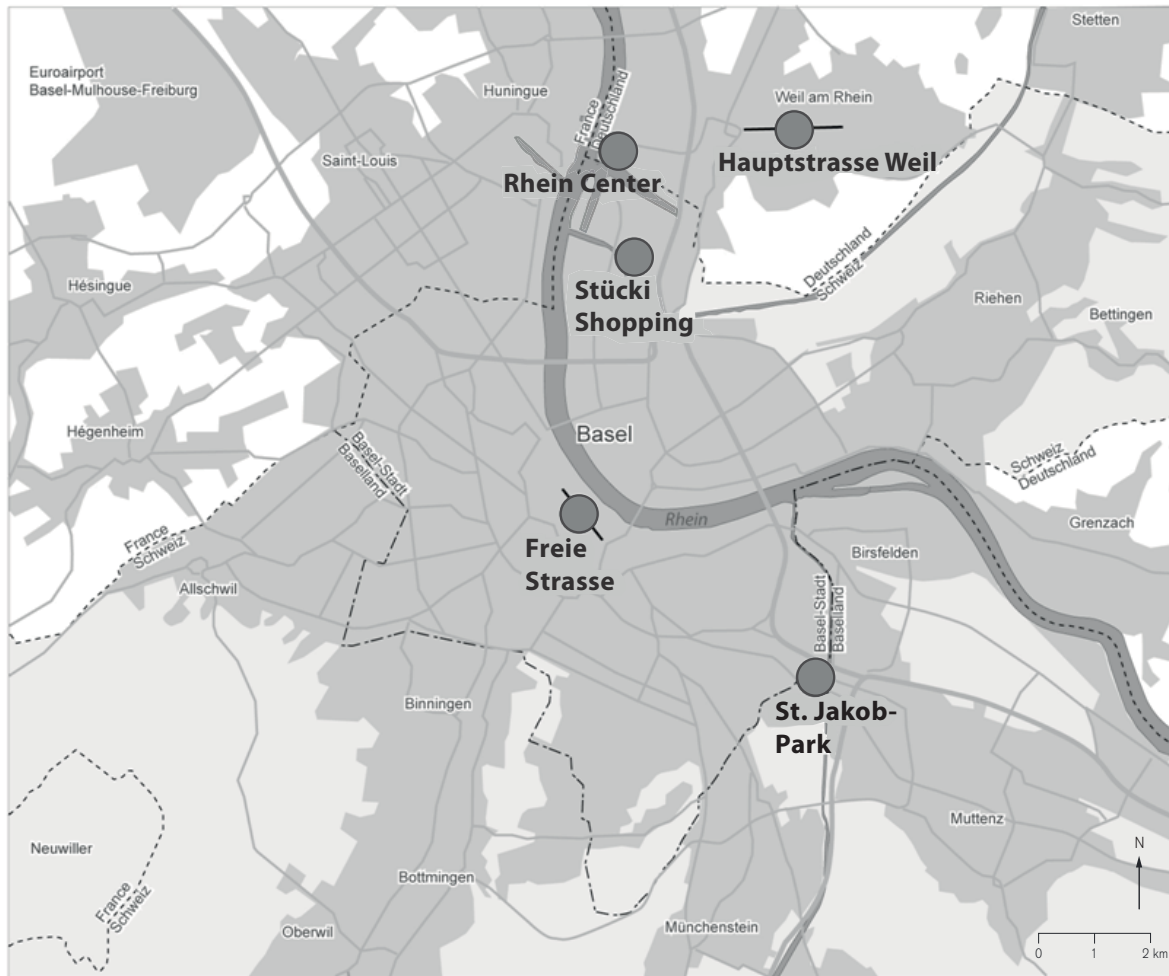 Stetten
Euroairport
Basel-Mulhouse-Freiburg
Huningue
France
Deutschland
Weil am Rhein
Saint-Louis
Hauptstrasse Weil
Rhein Center
Deutschland
Schweiz
Stücki
Shopping
Hésingue
Riehen
Bettingen
Hégenheim
Basel
Basel-Stadt
Baselland
Schweiz
Deutschland
Rhein
Grenzach
France
Schweiz
Freie
Strasse
Birsfelden
Allschwil
Basel-Stadt
Baselland
Binningen
St. Jakob-
Park
Muttenz
Neuwiller
N
Bottmingen
France
Schweiz
Oberwil
Münchenstein
0 1 2 km